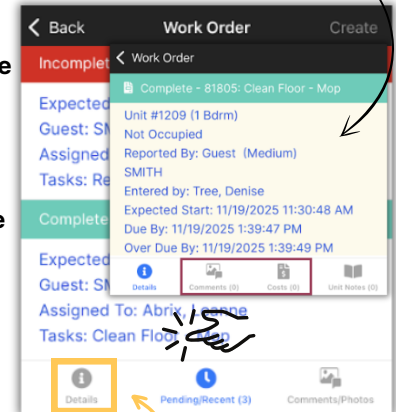 Back Work Order Create
e Incomplet
Expected
Guest: SM
Assigned
Tasks: Re
e Complete
Expected
Guest: SM
Assigned To: Abrix, Leanne
Tasks: Clean Floor - Mop
Details Pending/Recent (3) Comments/Photos
Work Order
Complete - 81805: Clean Floor - Mop
Unit #1209 (1 Bdrm)
Not Occupied
Reported By: Guest (Medium)
SMITH
Entered by: Tree, Denise
Expected Start: 11/19/2025 11:30:48 AM
Due By: 11/19/2025 1:39:47 PM
Over Due By: 11/19/2025 1:39:49 PM
Details Comments (0) Costs (0) Unit Notes (0)